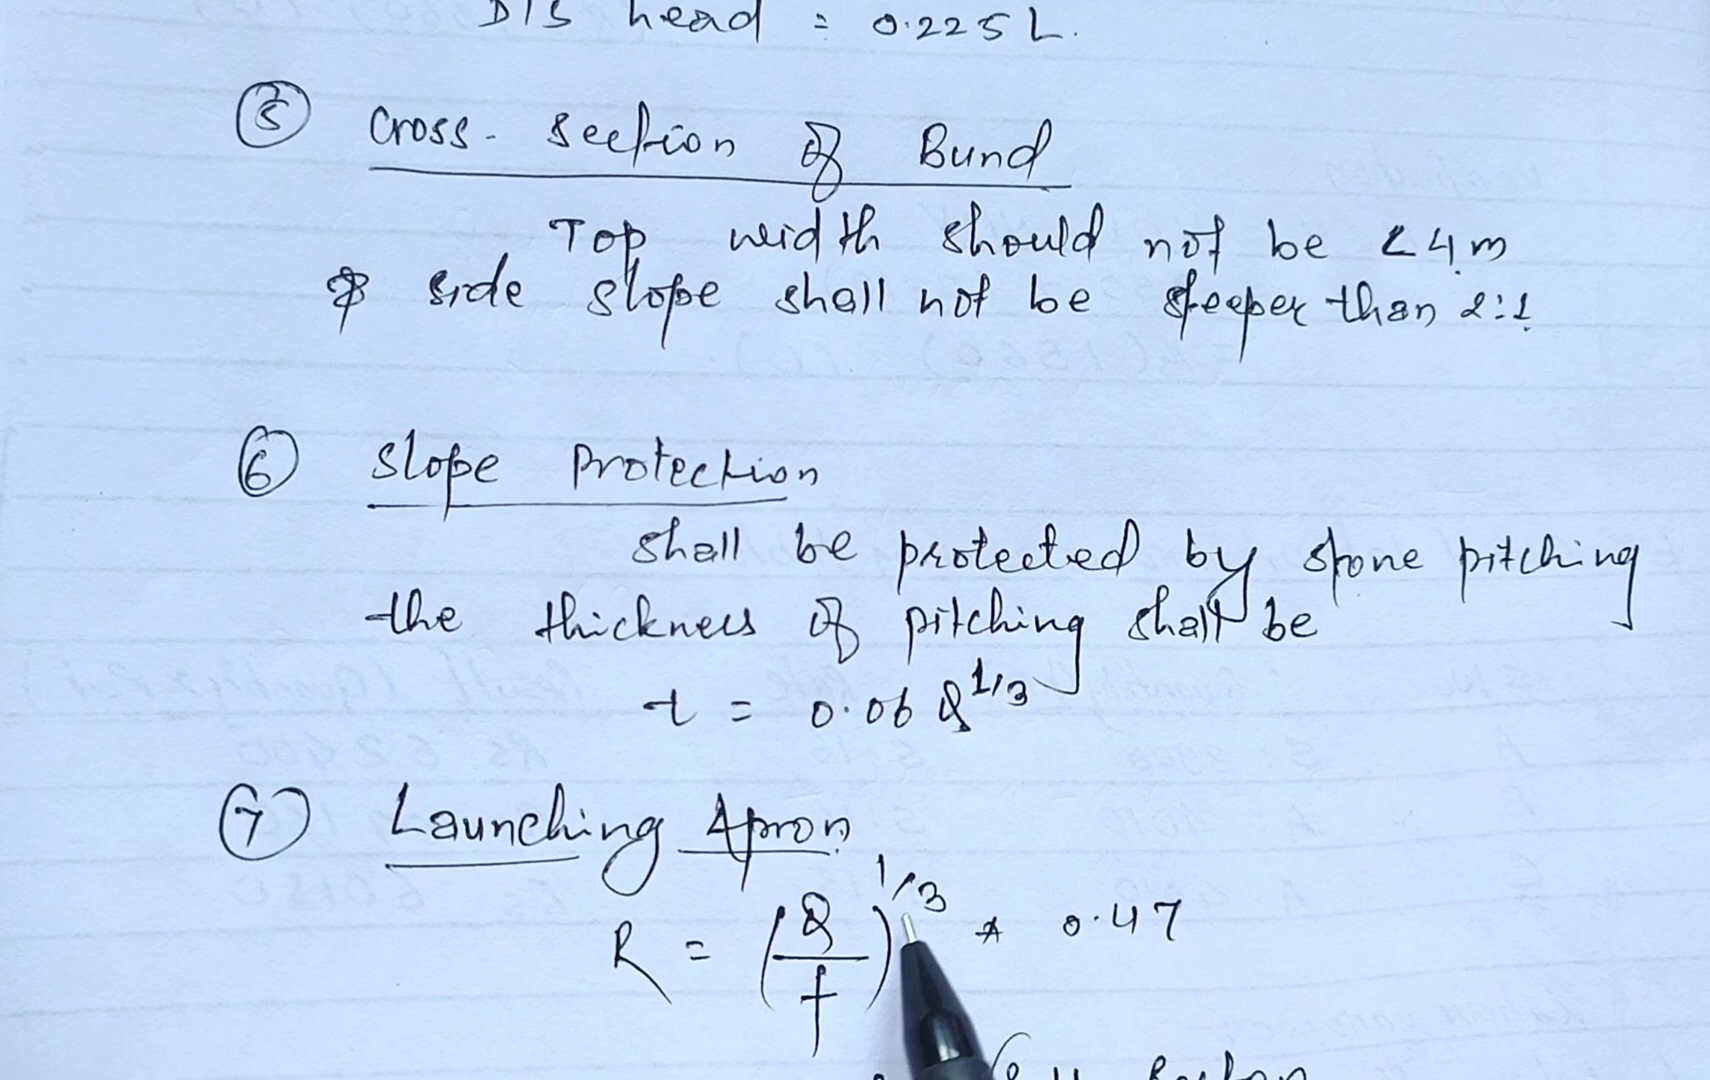 D/S head = 0.225 L.
⑤ Cross-section of Bund
Top width should not be < 4m
& side slope shall not be steeper than 2:1
⑥ Slope Protection
shall be protected by stone pitching
the thickness of pitching shall be
t = 0.06 Q^1/3
⑦ Launching Apron
R = (Q/f)^1/3 * 0.47